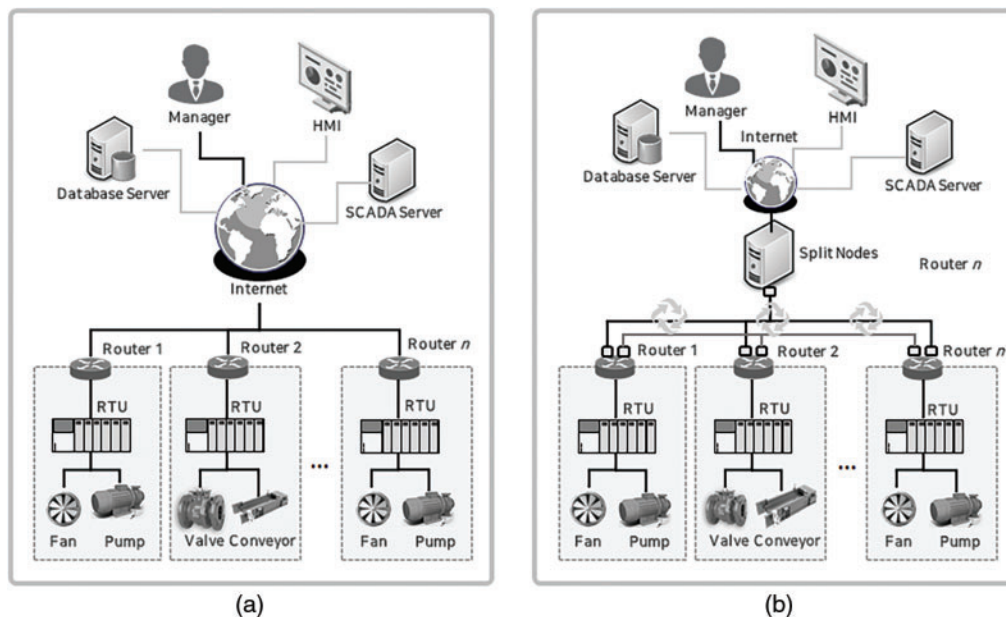 Manager
HMI
Database Server
SCADA Server
Internet
Router 1
Router 2
Router n
RTU
RTU
RTU
...
Fan
Pump
Valve Conveyor
Fan
Pump
(a)
Manager
HMI
Internet
Database Server
SCADA Server
Split Nodes
Router n
Router 1
Router 2
Router n
RTU
RTU
RTU
...
Fan
Pump
Valve Conveyor
Fan
Pump
(b)